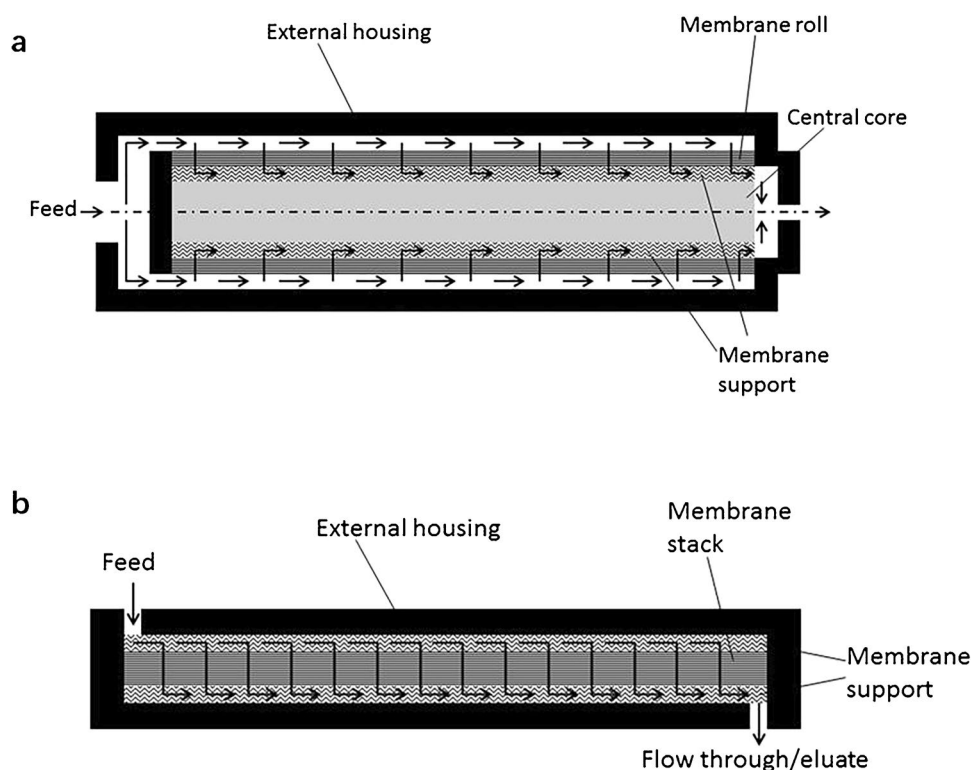 a
External housing
Membrane roll
Central core
Feed
Membrane
support
b
External housing
Membrane
stack
Feed
Membrane
support
Flow through/eluate